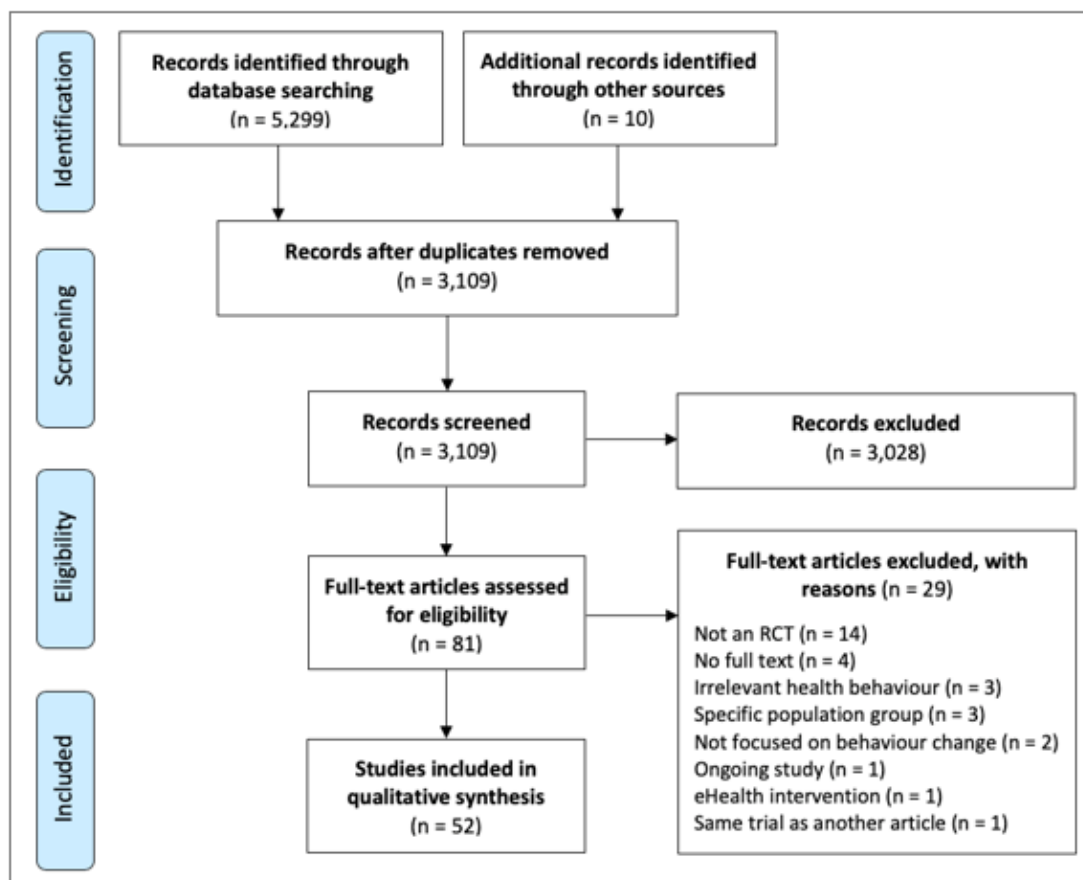 Identification
Records identified through
database searching
(n = 5,299)
Additional records identified
through other sources
(n = 10)
Screening
Records after duplicates removed
(n = 3,109)
Records screened
(n = 3,109)
Records excluded
(n = 3,028)
Eligibility
Full-text articles assessed
for eligibility
(n = 81)
Full-text articles excluded, with
reasons (n = 29)
Not an RCT (n = 14)
No full text (n = 4)
Irrelevant health behaviour (n = 3)
Specific population group (n = 3)
Not focused on behaviour change (n = 2)
Ongoing study (n = 1)
eHealth intervention (n = 1)
Same trial as another article (n = 1)
Included
Studies included in
qualitative synthesis
(n = 52)